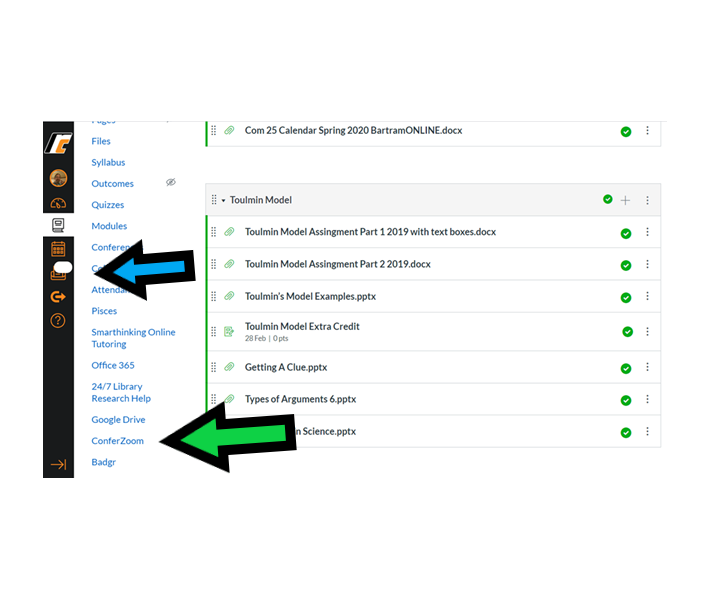 Files
Syllabus
Outcomes
Quizzes
Modules
Pisces
Smarthinking Online
Tutoring
Office 365
24/7 Library
Research Help
Google Drive
ConferZoom
Badgr
Com 25 Calendar Spring 2020 BartramONLINE.docx
Toulmin Model
Toulmin Model Assingment Part 1 2019 with text boxes.docx
Toulmin Model Assingment Part 2 2019.docx
Toulmin's Model Examples.pptx
Toulmin Model Extra Credit
28 Feb | 0 pts
Getting A Clue.pptx
Types of Arguments 6.pptx
Science.pptx